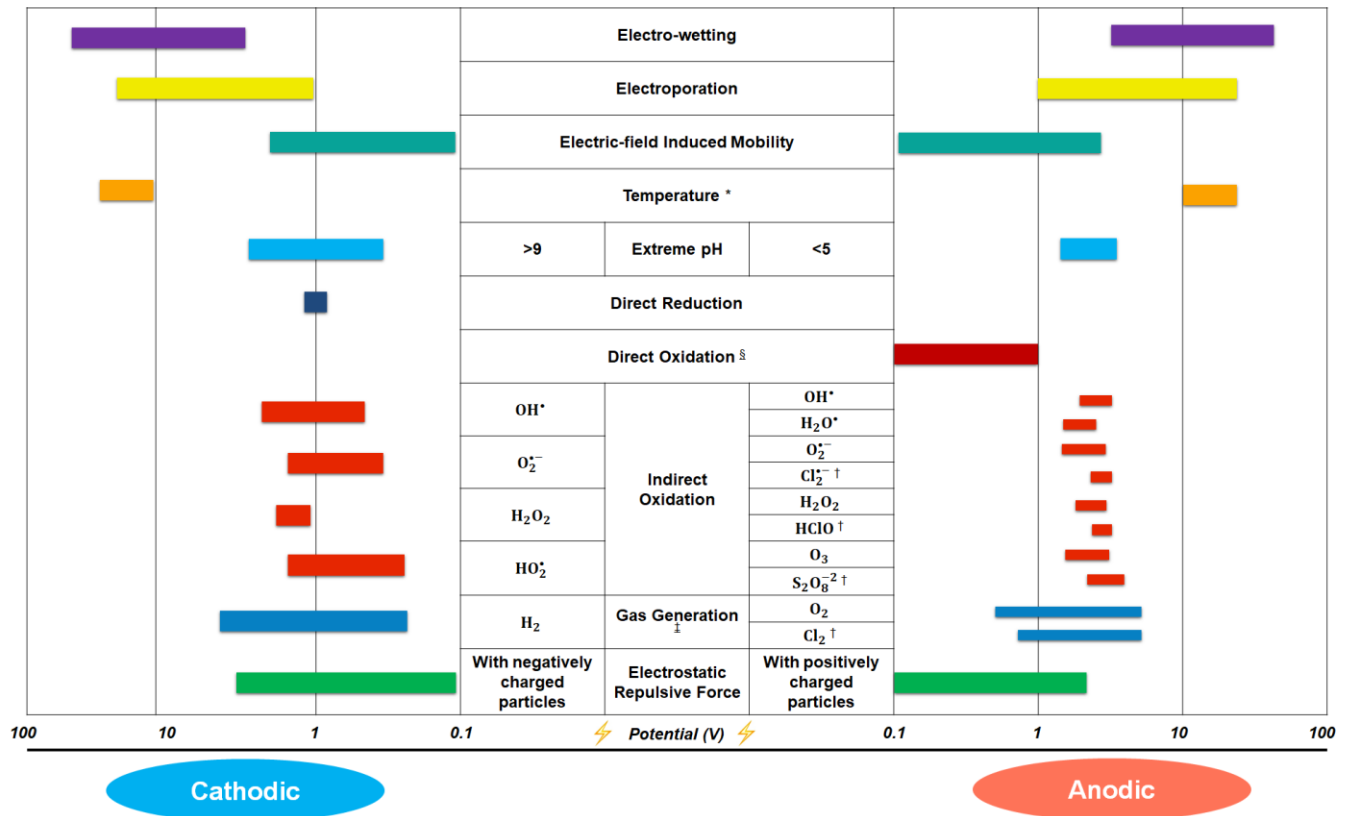 Electro-wetting
Electroporation
Electric-field Induced Mobility
Temperature *
>9 Extreme pH <5
Direct Reduction
Direct Oxidation §
OH•
O₂•−
H₂O₂
HO₂•
Indirect
Oxidation
OH•
H₂O•
O₂•−
Cl₂•− †
H₂O₂
HClO †
O₃
S₂O₈⁻² †
H₂
Gas Generation
‡
O₂
Cl₂ †
With negatively
charged
particles
Electrostatic
Repulsive Force
With positively
charged
particles
100 10 1 0.1 ⚡ Potential (V) ⚡ 0.1 1 10 100
Cathodic Anodic